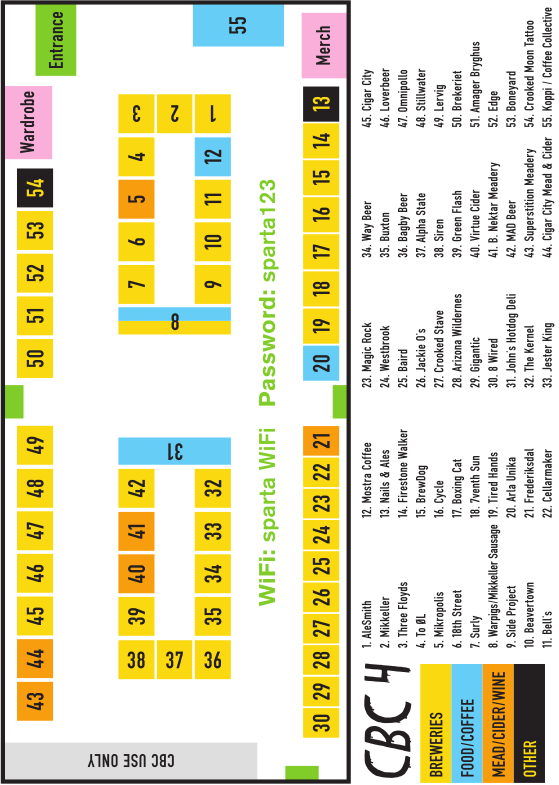 CBC USE ONLY
43 44 45 46 47 48 49 50 51 52 53 54 Wardrobe Entrance
38 39 40 41 42 31 8 7 6 5 4 3
37 2
36 35 34 33 32 9 10 11 12 1
55
WiFi: sparta WiFi Password: sparta123
30 29 28 27 26 25 24 23 22 21 20 19 18 17 16 15 14 13 Merch
CBC 4
BREWERIES
FOOD/COFFEE
MEAD/CIDER/WINE
OTHER
1. AleSmith
2. Mikkeller
3. Three Floyds
4. To ØL
5. Mikropolis
6. 18th Street
7. Surly
8. Warpigs/Mikkeller Sausage
9. Side Project
10. Beavertown
11. Bell´s
12. Mostra Coffee
13. Nails & Ales
14. Firestone Walker
15. BrewDog
16. Cycle
17. Boxing Cat
18. 7venth Sun
19. Tired Hands
20. Arla Unika
21. Frederiksdal
22. Cellarmaker
23. Magic Rock
24. Westbrook
25. Baird
26. Jackie O´s
27. Crooked Stave
28. Arizona Wildernes
29. Gigantic
30. 8 Wired
31. John´s Hotdog Deli
32. The Kernel
33. Jester King
34. Way Beer
35. Buxton
36. Bagby Beer
37. Alpha State
38. Siren
39. Green Flash
40. Virtue Cider
41. B. Nektar Meadery
42. MAD Beer
43. Superstition Meadery
44. Cigar City Mead & Cider
45. Cigar City
46. Loverbeer
47. Omnipollo
48. Stillwater
49. Lervig
50. Brekeriet
51. Amager Bryghus
52. Edge
53. Boneyard
54. Crooked Moon Tattoo
55. Koppi / Coffee Collective